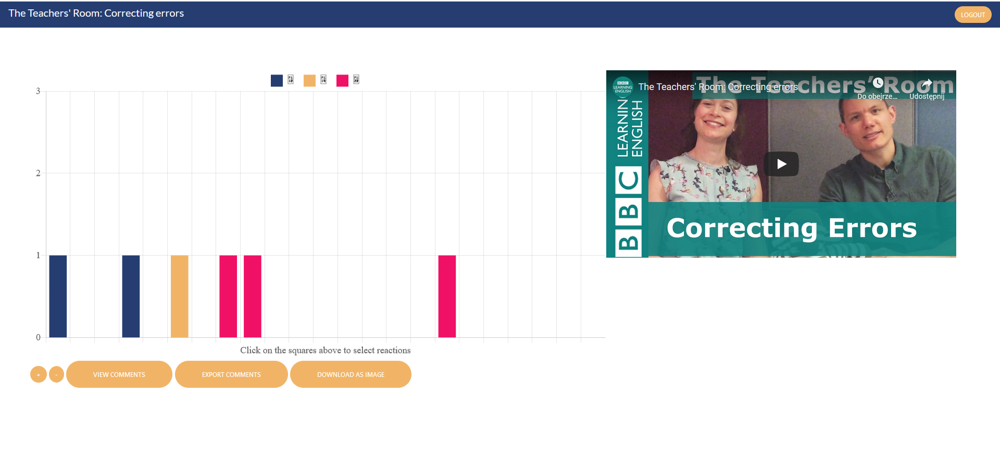 The Teachers' Room: Correcting errors
LOGOUT
3
2
1
0
Click on the squares above to select reactions
+
-
VIEW COMMENTS
EXPORT COMMENTS
DOWNLOAD AS IMAGE
BBC
LEARNING
ENGLISH
The Teachers' Room: Correcting errors
The Teachers' Room
Do obejrze...
Udostępnij
BBC
LEARNIN
ENGLISH
Correcting Errors